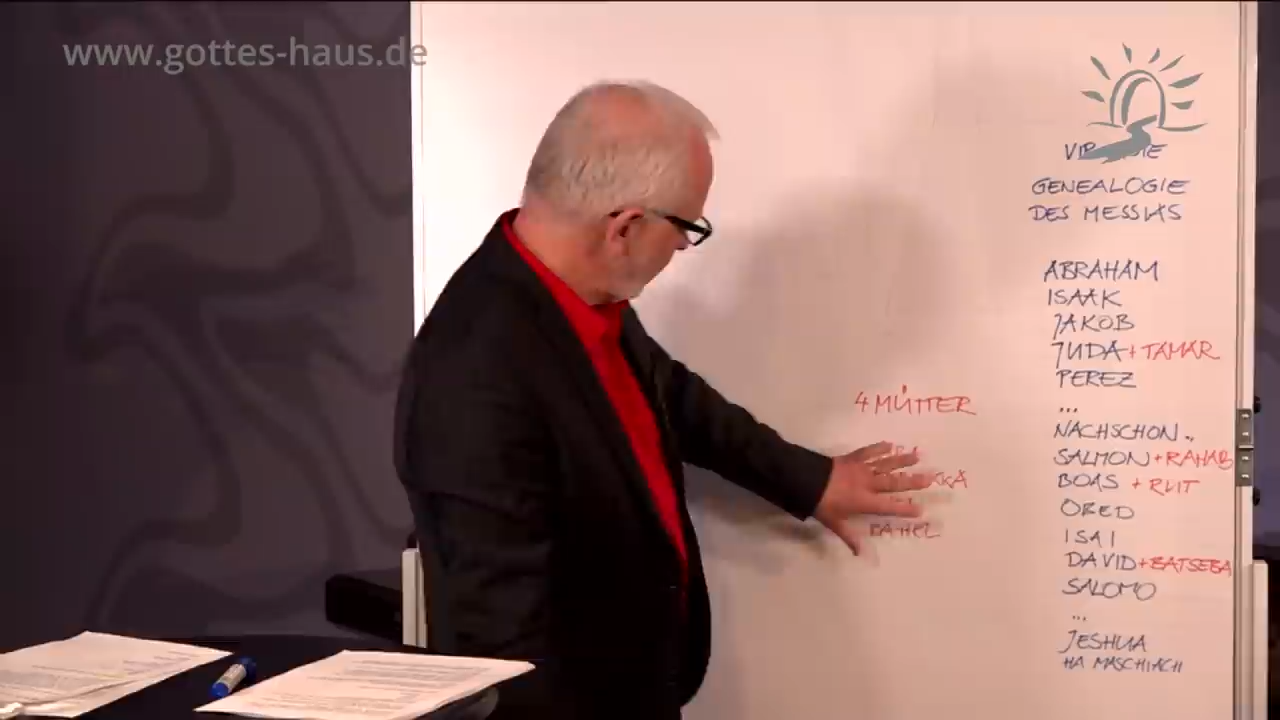 www.gottes-haus.de
GENEALOGIE
DES MESSIAS
ABRAHAM
ISAAK
JAKOB
JUDA + TAMAR
PEREZ
...
NACHSCHON..
SALMON + RAHAB
BOAS + RUT
OBED
ISAI
DAVID + BATSEBA
SALOMO
...
JESHUA
HA MASCHIACH
4 MÜTTER
RAHEL